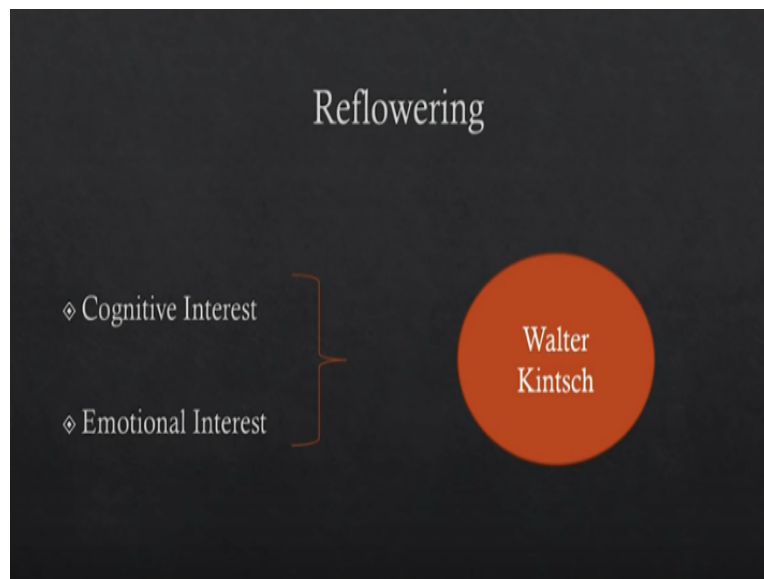 Reflowering
Cognitive Interest
Emotional Interest
Walter
Kintsch